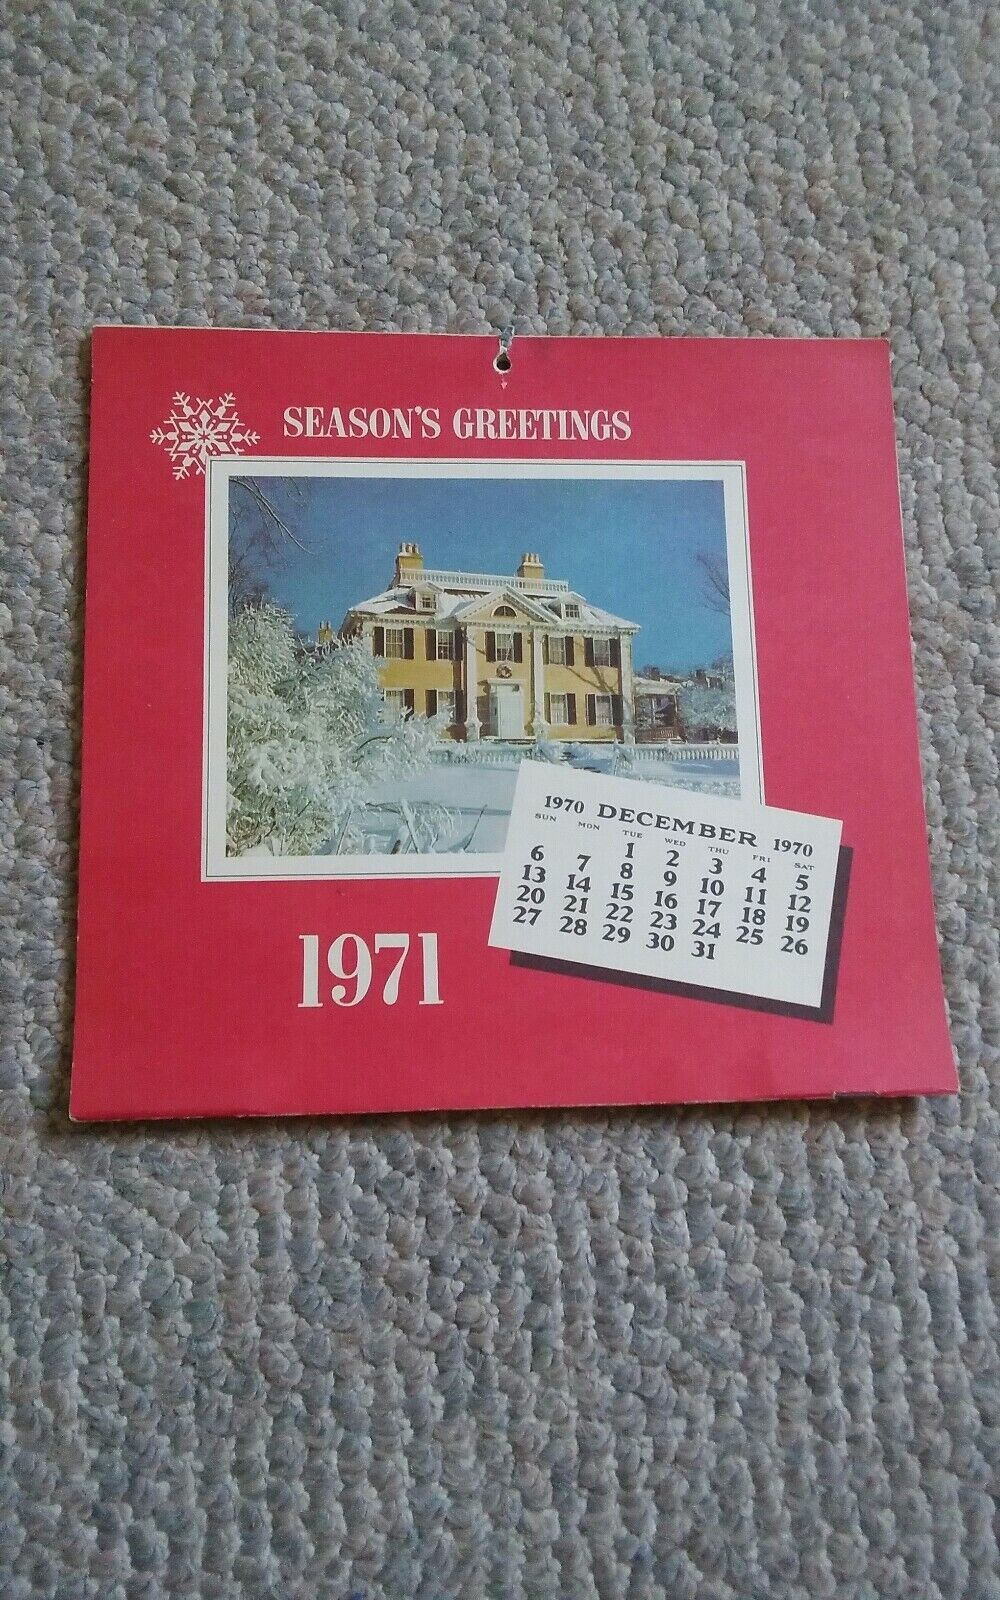 SEASON'S GREETINGS
1970 DECEMBER 1970
SUN MON TUE WED THU FRI SAT
1 2 3 4 5
6 7 8 9 10 11 12
13 14 15 16 17 18 19
20 21 22 23 24 25 26
27 28 29 30 31
1971